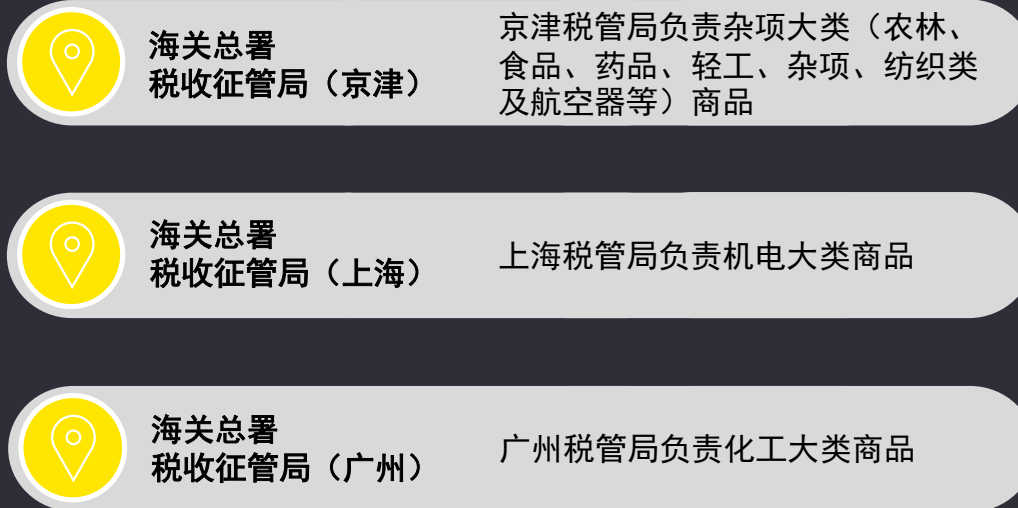 海关总署
税收征管局（京津）
京津税管局负责杂项大类（农林、
食品、药品、轻工、杂项、纺织类
及航空器等）商品
海关总署
税收征管局（上海）
上海税管局负责机电大类商品
海关总署
税收征管局（广州）
广州税管局负责化工大类商品